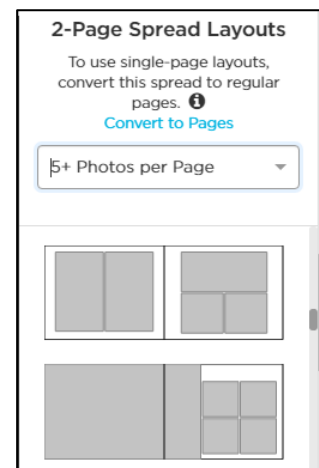 2-Page Spread Layouts
To use single-page layouts,
convert this spread to regular
pages.
Convert to Pages
5+ Photos per Page